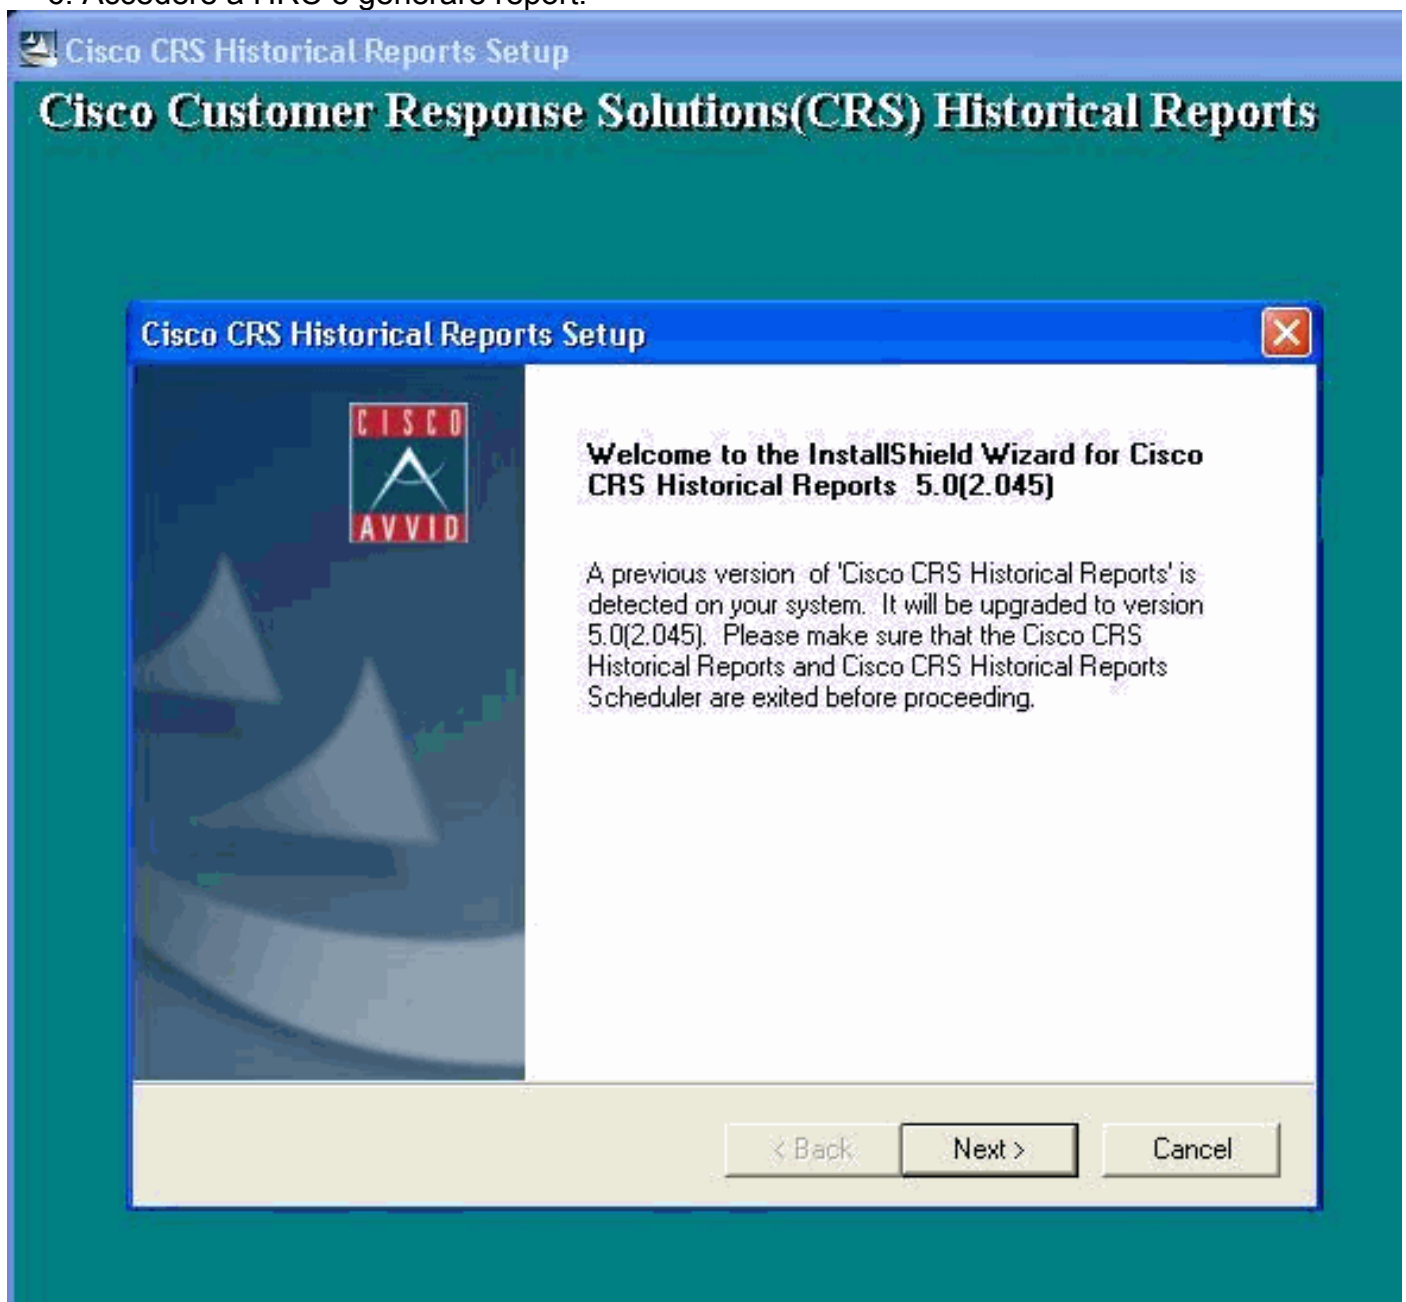 Accedere a HRC e generare report.
Cisco CRS Historical Reports Setup
Cisco Customer Response Solutions(CRS) Historical Reports
Cisco CRS Historical Reports Setup
CISCO
AVVID
Welcome to the InstallShield Wizard for Cisco
CRS Historical Reports 5.0(2.045)
A previous version of 'Cisco CRS Historical Reports' is
detected on your system. It will be upgraded to version
5.0(2.045). Please make sure that the Cisco CRS
Historical Reports and Cisco CRS Historical Reports
Scheduler are exited before proceeding.
< Back
Next >
Cancel